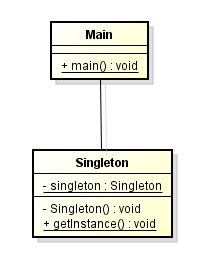 Main
+ main() : void
Singleton
- singleton : Singleton
- Singleton() : void
+ getInstance() : void